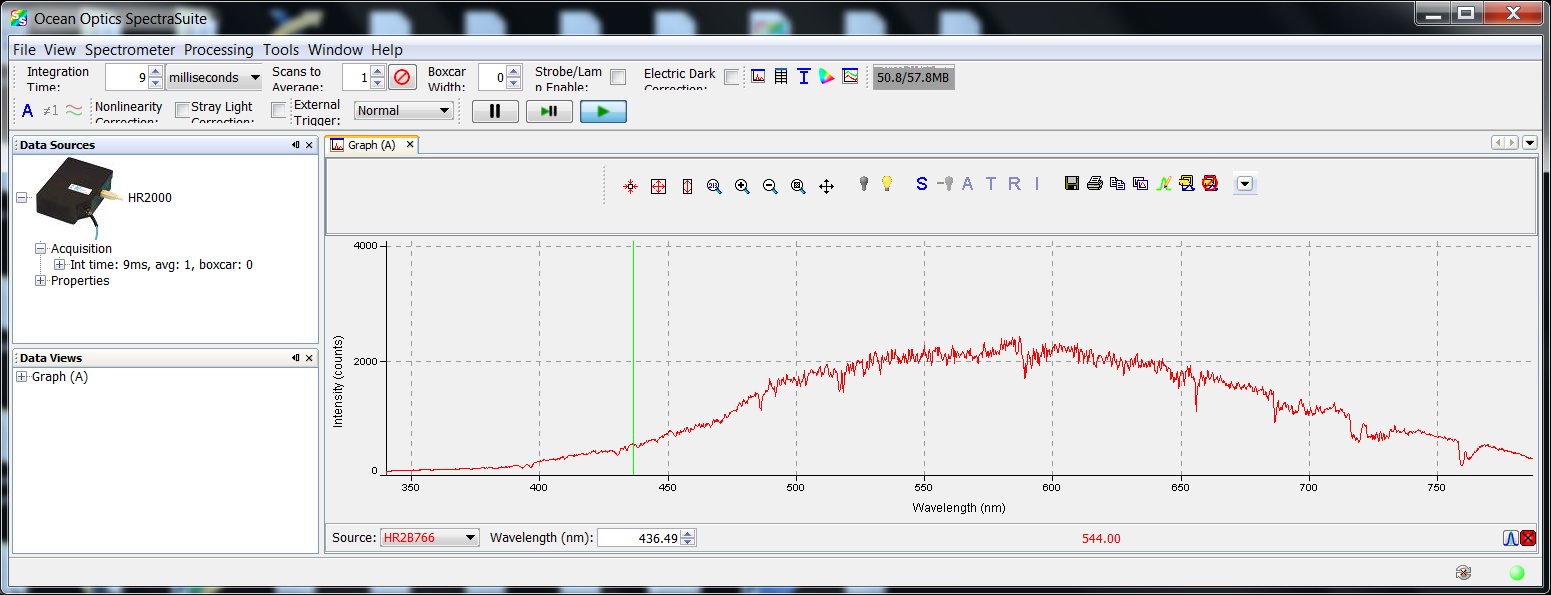 Ocean Optics SpectraSuite
File View Spectrometer Processing Tools Window Help
Integration Time: 9 milliseconds Scans to Average: 1 Boxcar Width: 0 Strobe/Lam p Enable: Electric Dark Correction: 50.8/57.8MB
A ≠1 Nonlinearity Correction: Stray Light Correction: External Trigger: Normal
Data Sources
HR2000
Acquisition
Int time: 9ms, avg: 1, boxcar: 0
Properties
Data Views
Graph (A)
Graph (A)
S A T R I
Intensity (counts)
4000
2000
0
350 400 450 500 550 600 650 700 750
Wavelength (nm)
Source: HR2B766 Wavelength (nm): 436.49 544.00